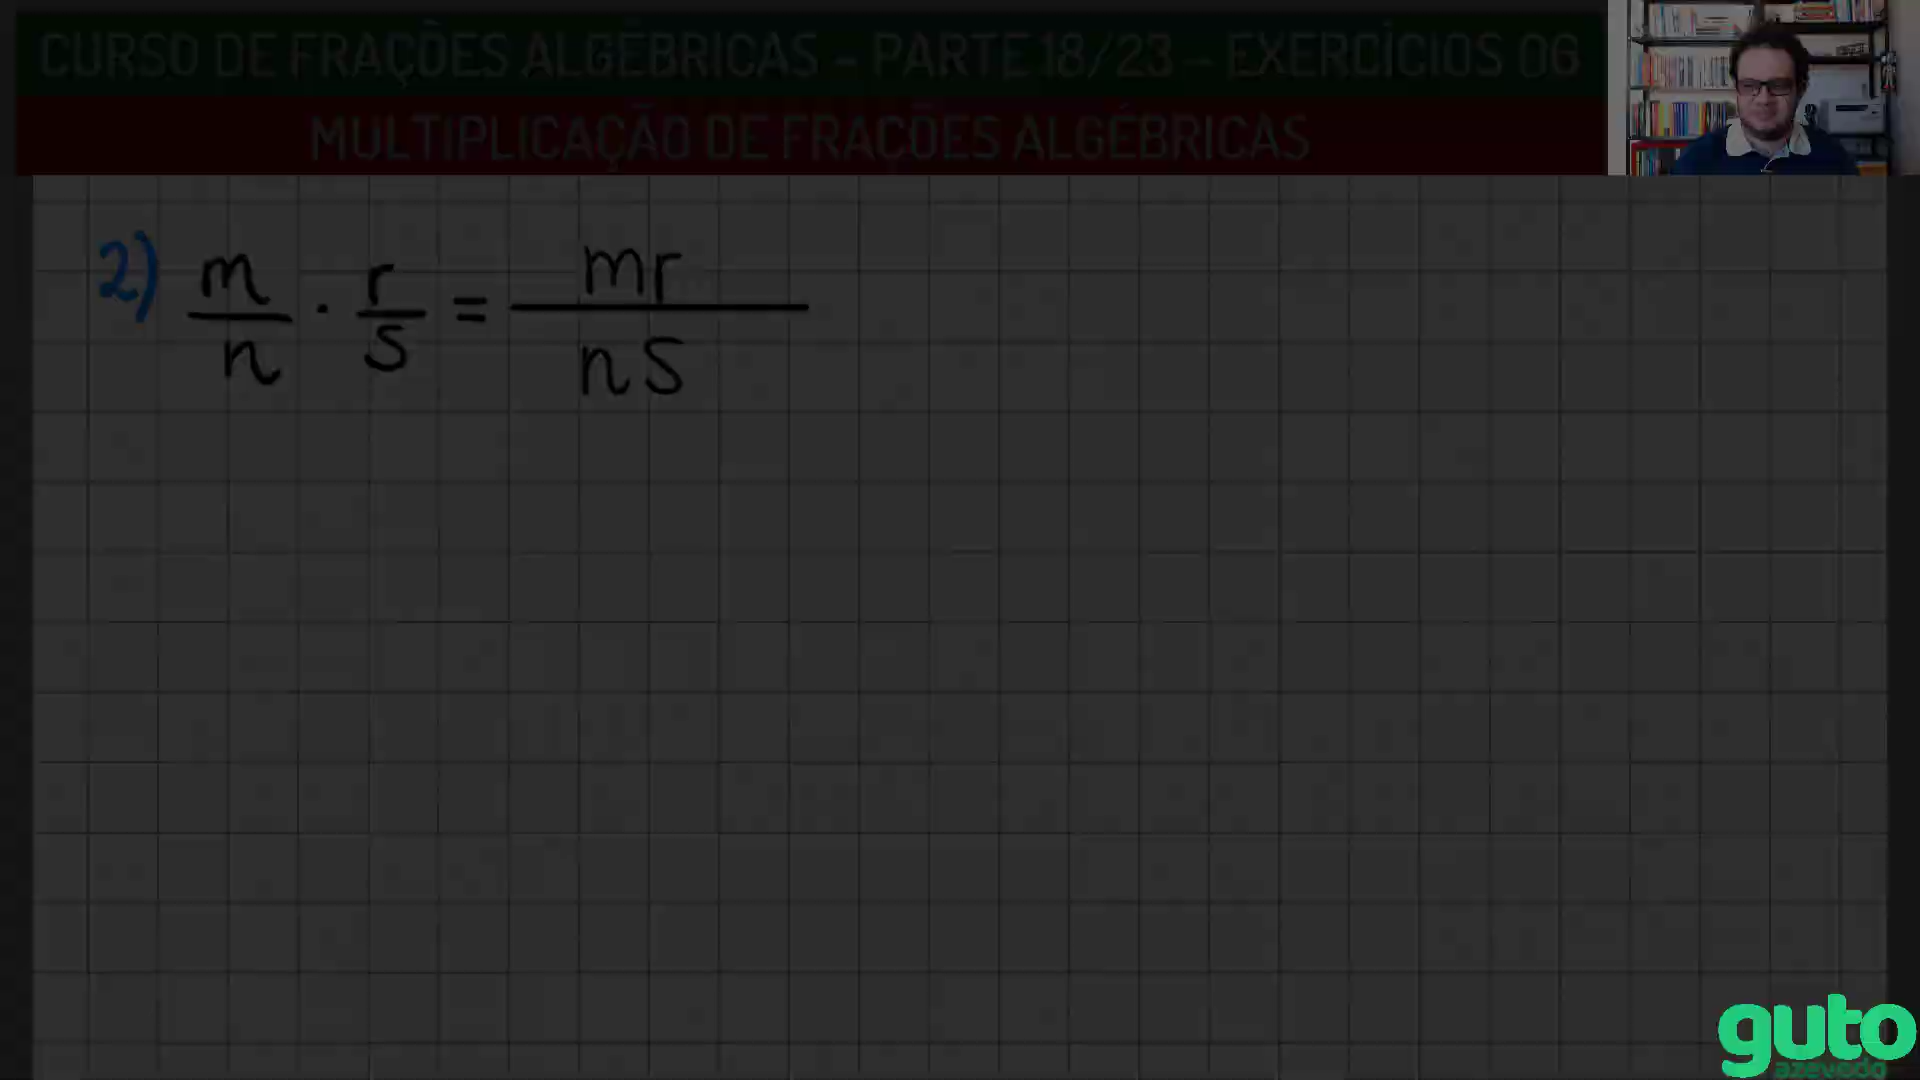 CURSO DE FRAÇÕES ALGÉBRICAS - PARTE 18/23 - EXERCÍCIOS 06
MULTIPLICAÇÃO DE FRAÇÕES ALGÉBRICAS
2) m/n · r/s = mr/ns
guto
azevedo